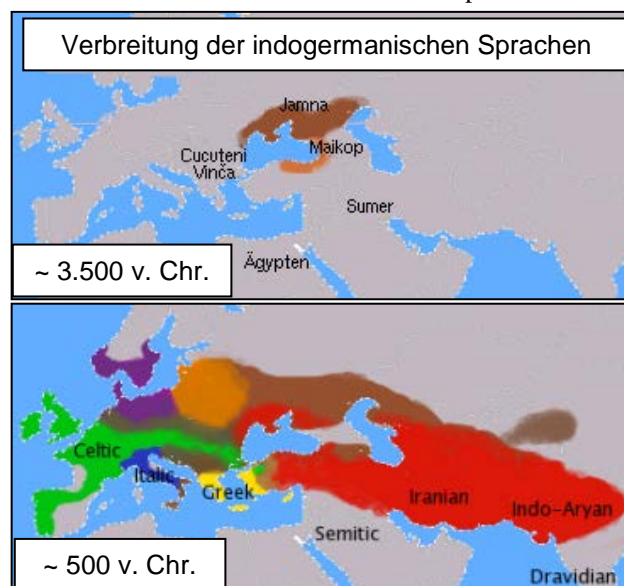 Verbreitung der indogermanischen Sprachen
Jamna
Maikop
Cucuteni
Vinča
Sumer
Ägypten
~ 3.500 v. Chr.
Celtic
Italic
Greek
Iranian
Indo-Aryan
Semitic
~ 500 v. Chr.
Dravidian